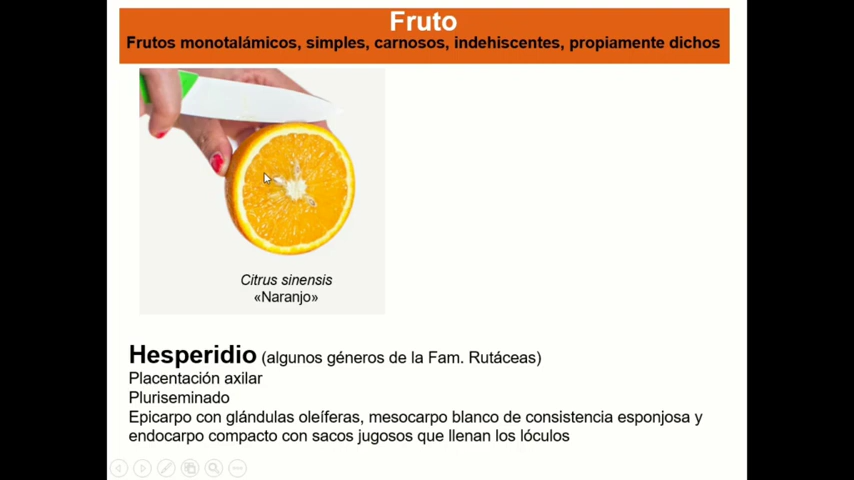 Fruto
Frutos monotalámicos, simples, carnosos, indehiscentes, propiamente dichos
Citrus sinensis
«Naranjo»
Hesperidio (algunos géneros de la Fam. Rutáceas)
Placentación axilar
Pluriseminado
Epicarpo con glándulas oleíferas, mesocarpo blanco de consistencia esponjosa y
endocarpo compacto con sacos jugosos que llenan los lóculos